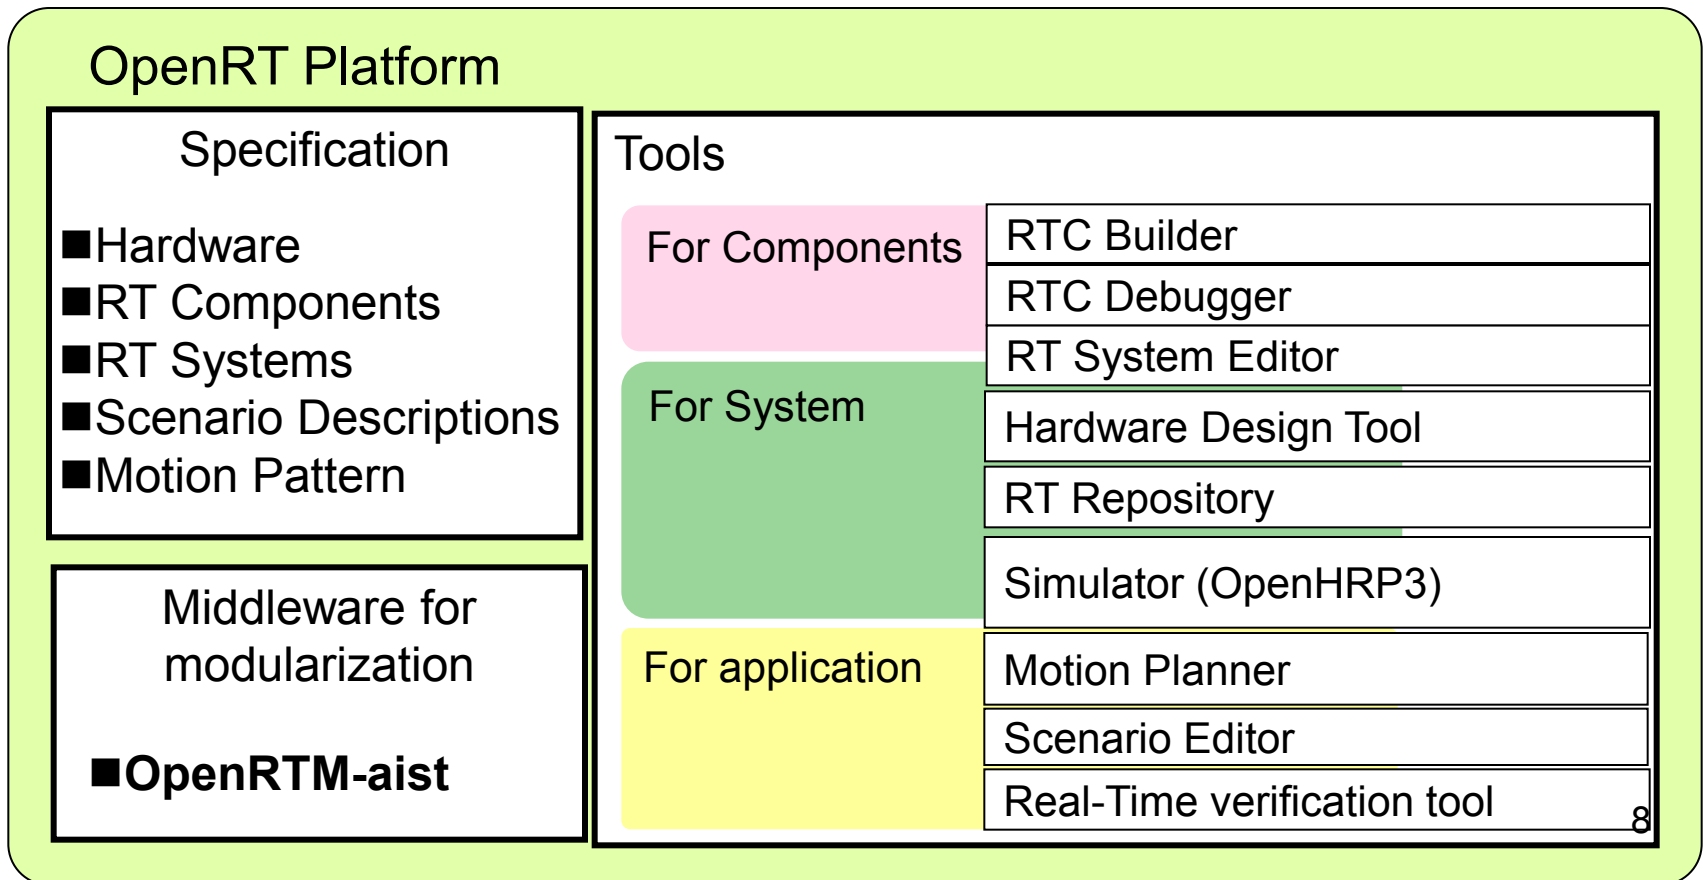 OpenRT Platform
Specification
■Hardware
■RT Components
■RT Systems
■Scenario Descriptions
■Motion Pattern
Middleware for
modularization
■OpenRTM-aist
Tools
For Components
RTC Builder
RTC Debugger
RT System Editor
For System
Hardware Design Tool
RT Repository
Simulator (OpenHRP3)
For application
Motion Planner
Scenario Editor
Real-Time verification tool
8